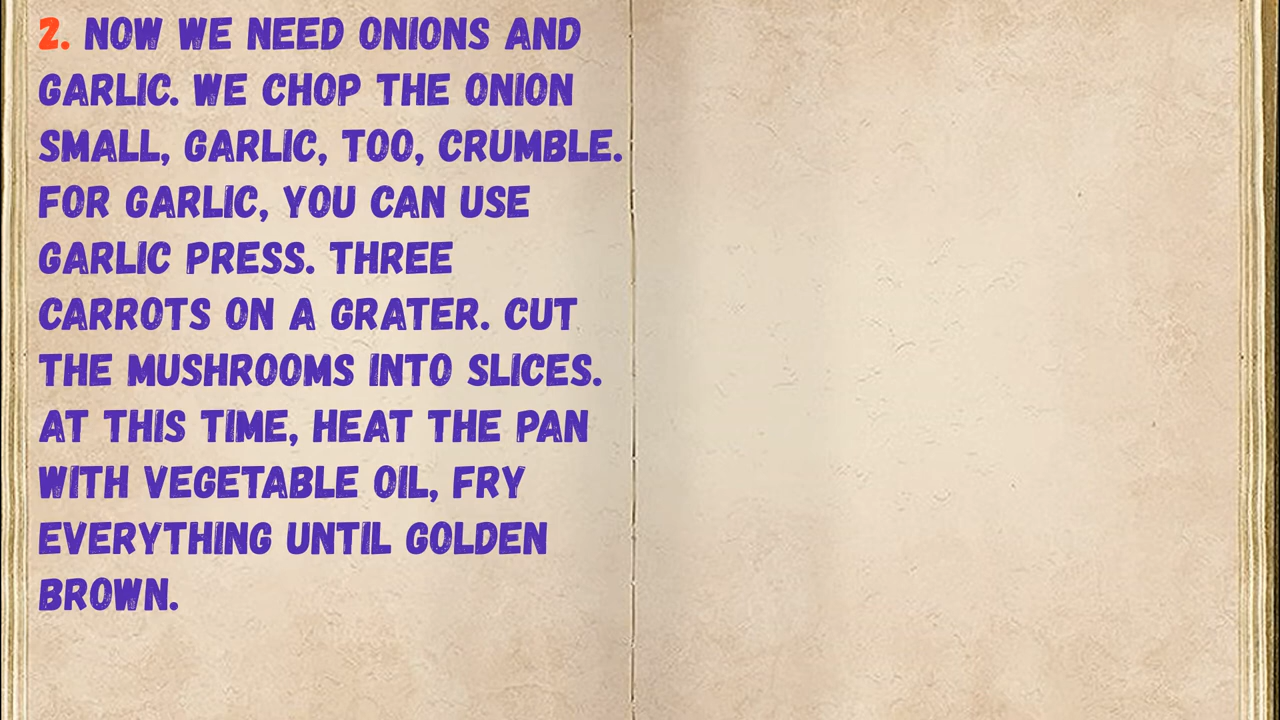 2. NOW WE NEED ONIONS AND
GARLIC. WE CHOP THE ONION
SMALL, GARLIC, TOO, CRUMBLE.
FOR GARLIC, YOU CAN USE
GARLIC PRESS. THREE
CARROTS ON A GRATER. CUT
THE MUSHROOMS INTO SLICES.
AT THIS TIME, HEAT THE PAN
WITH VEGETABLE OIL, FRY
EVERYTHING UNTIL GOLDEN
BROWN.